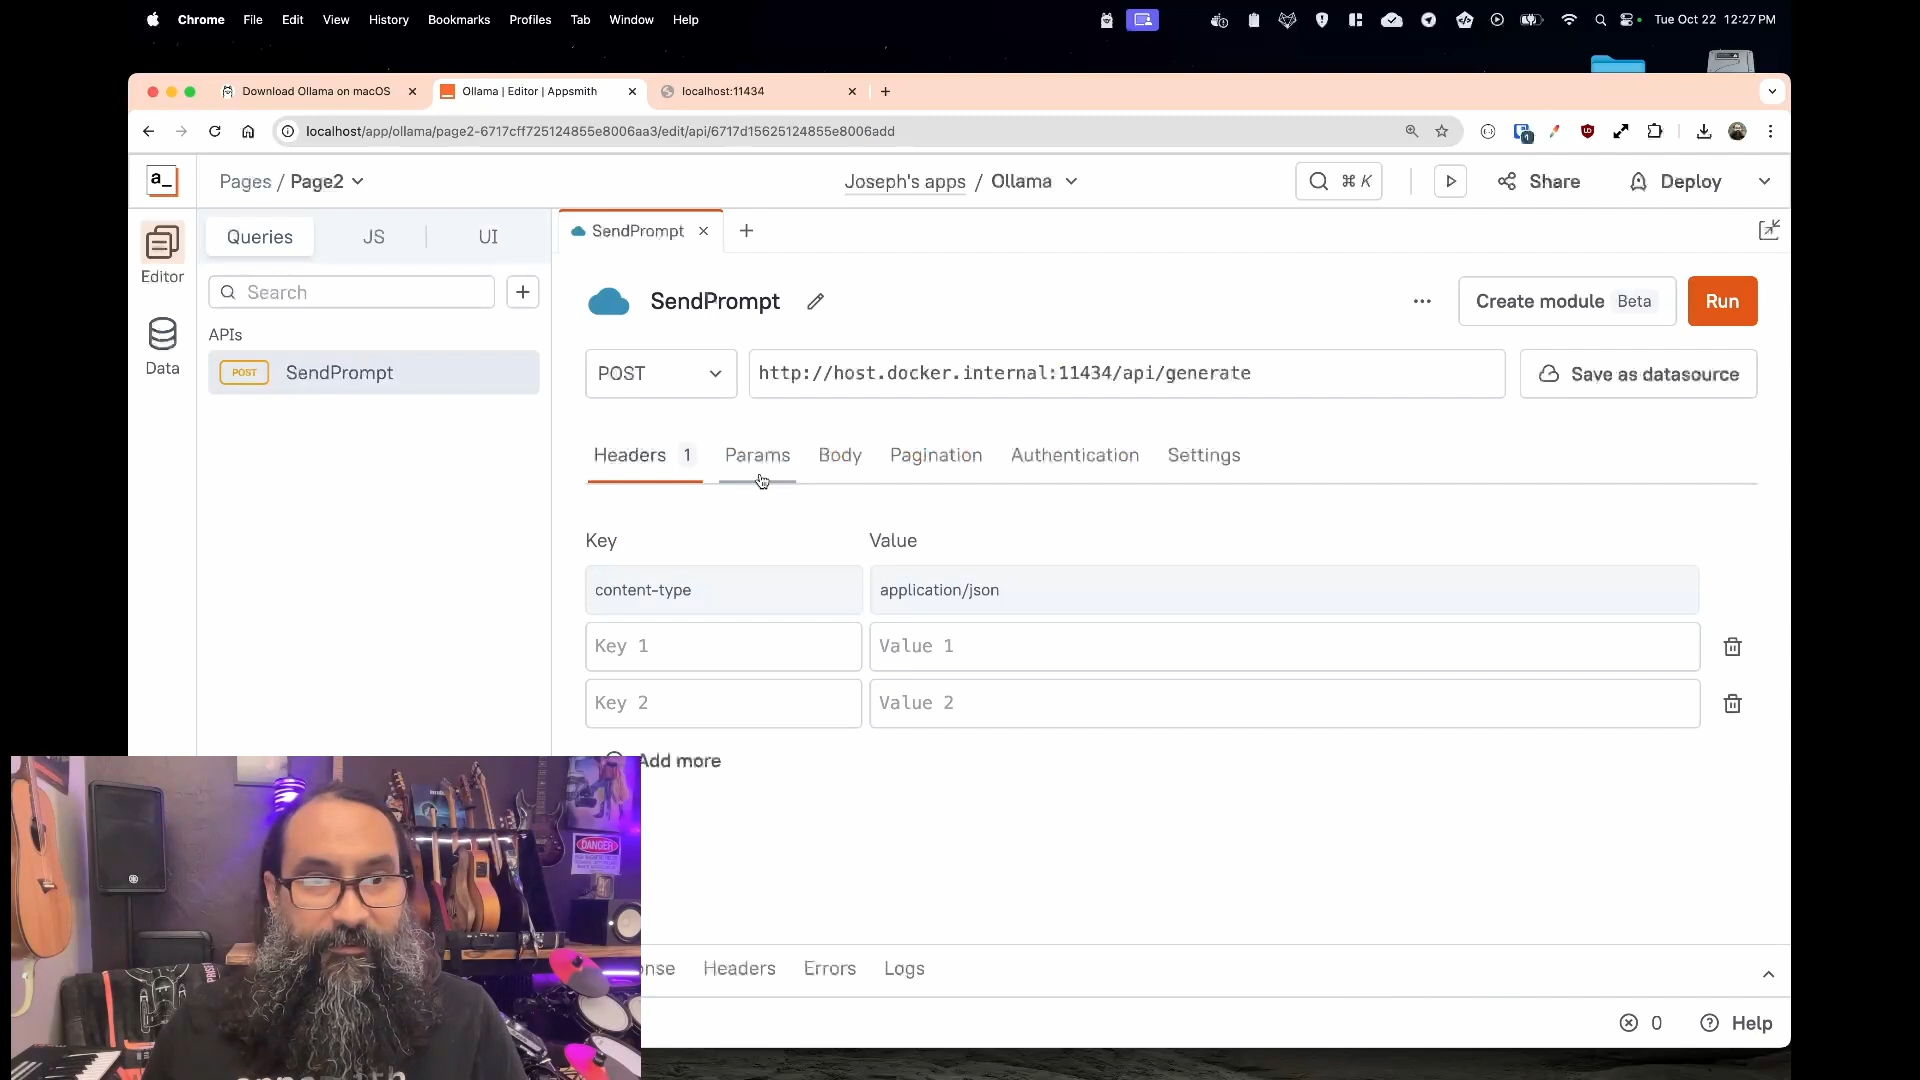 Chrome File Edit View History Bookmarks Profiles Tab Window Help Tue Oct 22 12:27 PM
Download Ollama on macOS
Ollama | Editor | Appsmith
localhost:11434
localhost/app/ollama/page2-6717cff725124855e8006aa3/edit/api/6717d15625124855e8006add
a_ Pages / Page2 Joseph's apps / Ollama ⌘ K Share Deploy
Editor
Data
Queries JS UI
Search
APIs
POST SendPrompt
SendPrompt
SendPrompt Create module Beta Run
POST http://host.docker.internal:11434/api/generate Save as datasource
Headers 1 Params Body Pagination Authentication Settings
Key Value
content-type application/json
Key 1 Value 1
Key 2 Value 2
Add more
DANGER
nse Headers Errors Logs
0 Help